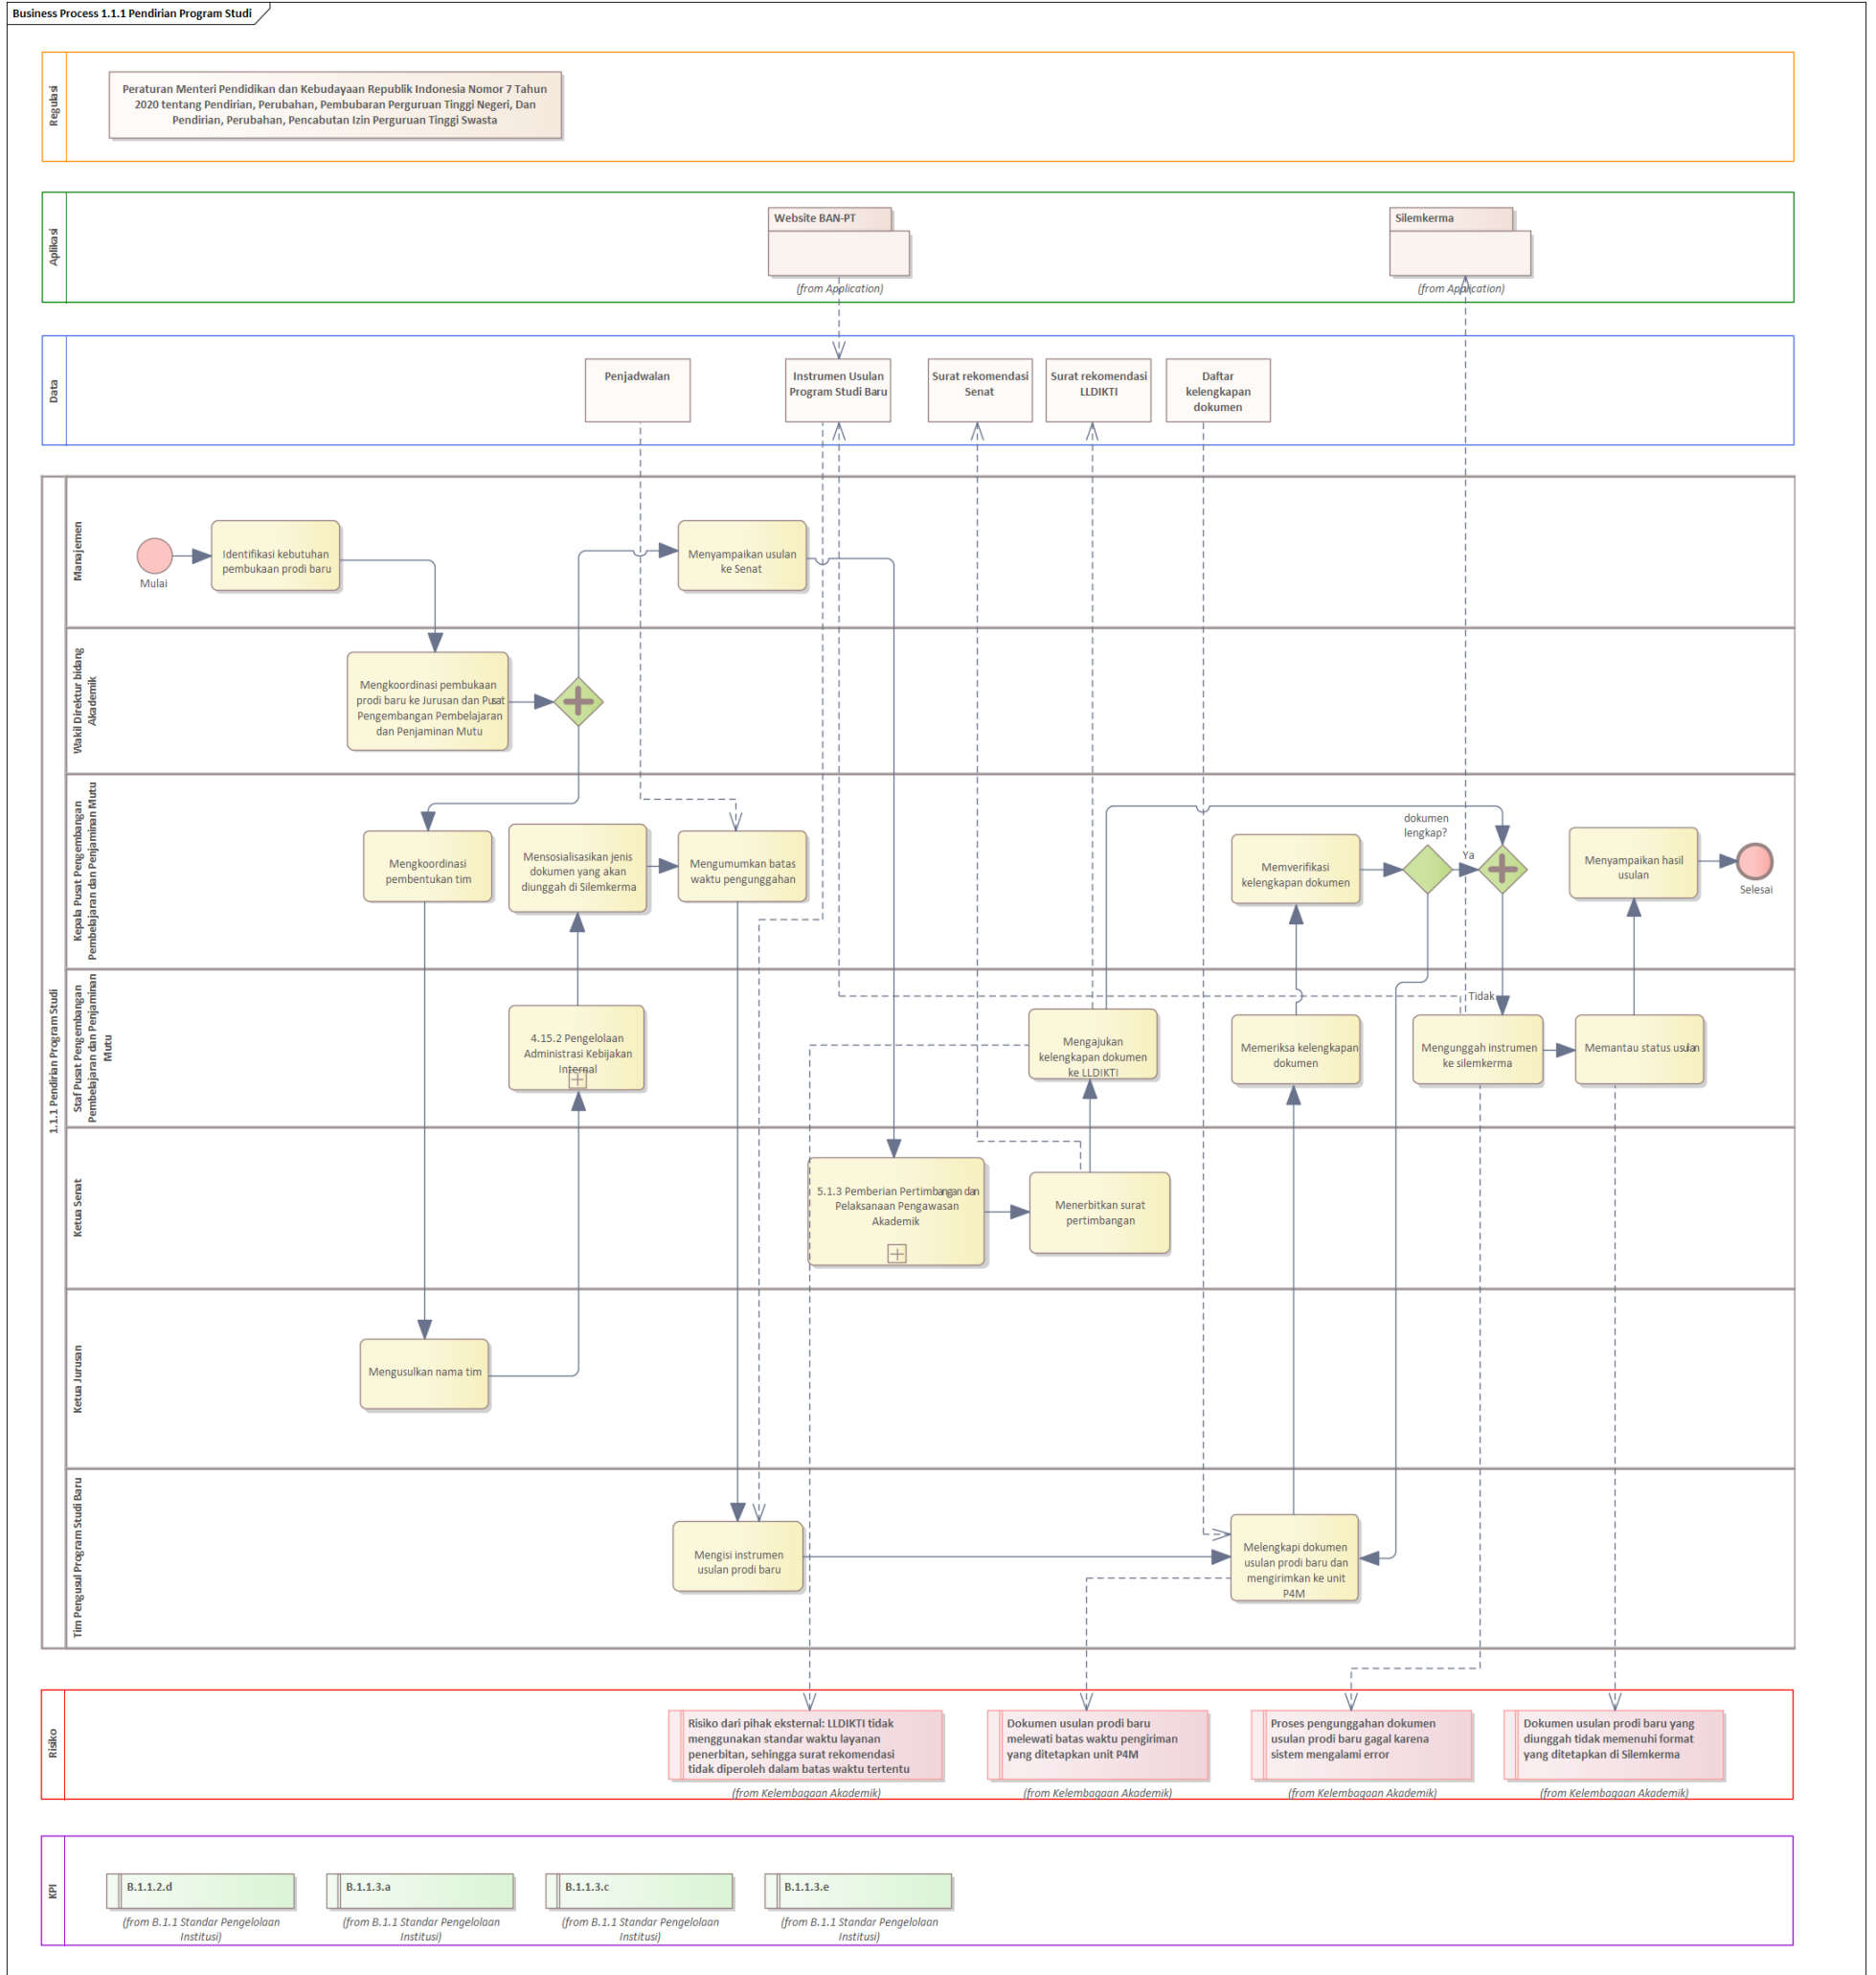 Business Process 1.1.1 Pendirian Program Studi
Regulasi
Peraturan Menteri Pendidikan dan Kebudayaan Republik Indonesia Nomor 7 Tahun
2020 tentang Pendirian, Perubahan, Pembubaran Perguruan Tinggi Negeri, Dan
Pendirian, Perubahan, Pencabutan Izin Perguruan Tinggi Swasta
Aplikasi
Website BAN-PT
(from Application)
Silemkerma
(from Application)
Data
Penjadwalan
Instrumen Usulan
Program Studi Baru
Surat rekomendasi
Senat
Surat rekomendasi
LLDIKTI
Daftar
kelengkapan
dokumen
1.1.1 Pendirian Program Studi
Manajemen
Mulai
Identifikasi kebutuhan
pembukaan prodi baru
Menyampaikan usulan
ke Senat
Wakil Direktur bidang
Akademik
Mengkoordinasi pembukaan
prodi baru ke Jurusan dan Pusat
Pengembangan Pembelajaran
dan Penjaminan Mutu
Kepala Pusat Pengembangan
Pembelajaran dan Penjaminan Mutu
Mengkoordinasi
pembentukan tim
Mensosialisasikan jenis
dokumen yang akan
diunggah di Silemkerma
Mengumumkan batas
waktu pengunggahan
Memverifikasi
kelengkapan dokumen
dokumen
lengkap?
Ya
Menyampaikan hasil
usulan
Selesai
Staf Pusat Pengembangan
Pembelajaran dan Penjaminan
Mutu
4.15.2 Pengelolaan
Administrasi Kebijakan
Internal
Mengajukan
kelengkapan dokumen
ke LLDIKTI
Memeriksa kelengkapan
dokumen
Tidak
Mengunggah instrumen
ke silemkerma
Memantau status usulan
Ketua Senat
5.1.3 Pemberian Pertimbangan dan
Pelaksanaan Pengawasan
Akademik
Menerbitkan surat
pertimbangan
Ketua Jurusan
Mengusulkan nama tim
Tim Pengusul Program Studi Baru
Mengisi instrumen
usulan prodi baru
Melengkapi dokumen
usulan prodi baru dan
mengirimkan ke unit
P4M
Risiko
Risiko dari pihak eksternal: LLDIKTI tidak
menggunakan standar waktu layanan
penerbitan, sehingga surat rekomendasi
tidak diperoleh dalam batas waktu tertentu
(from Kelembagaan Akademik)
Dokumen usulan prodi baru
melewati batas waktu pengiriman
yang ditetapkan unit P4M
(from Kelembagaan Akademik)
Proses pengunggahan dokumen
usulan prodi baru gagal karena
sistem mengalami error
(from Kelembagaan Akademik)
Dokumen usulan prodi baru yang
diunggah tidak memenuhi format
yang ditetapkan di Silemkerma
(from Kelembagaan Akademik)
KPI
B.1.1.2.d
(from B.1.1 Standar Pengelolaan
Institusi)
B.1.1.3.a
(from B.1.1 Standar Pengelolaan
Institusi)
B.1.1.3.c
(from B.1.1 Standar Pengelolaan
Institusi)
B.1.1.3.e
(from B.1.1 Standar Pengelolaan
Institusi)